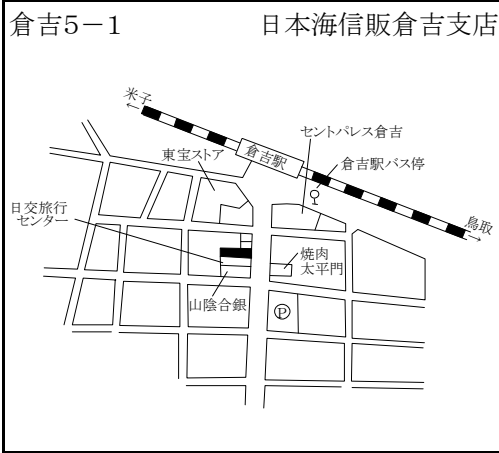 倉吉5－1
日本海信販倉吉支店
米子
←
セントパレス倉吉
東宝ストア
倉吉駅
倉吉駅バス停
日交旅行
センター
鳥取
→
焼肉
太平門
山陰合銀
P